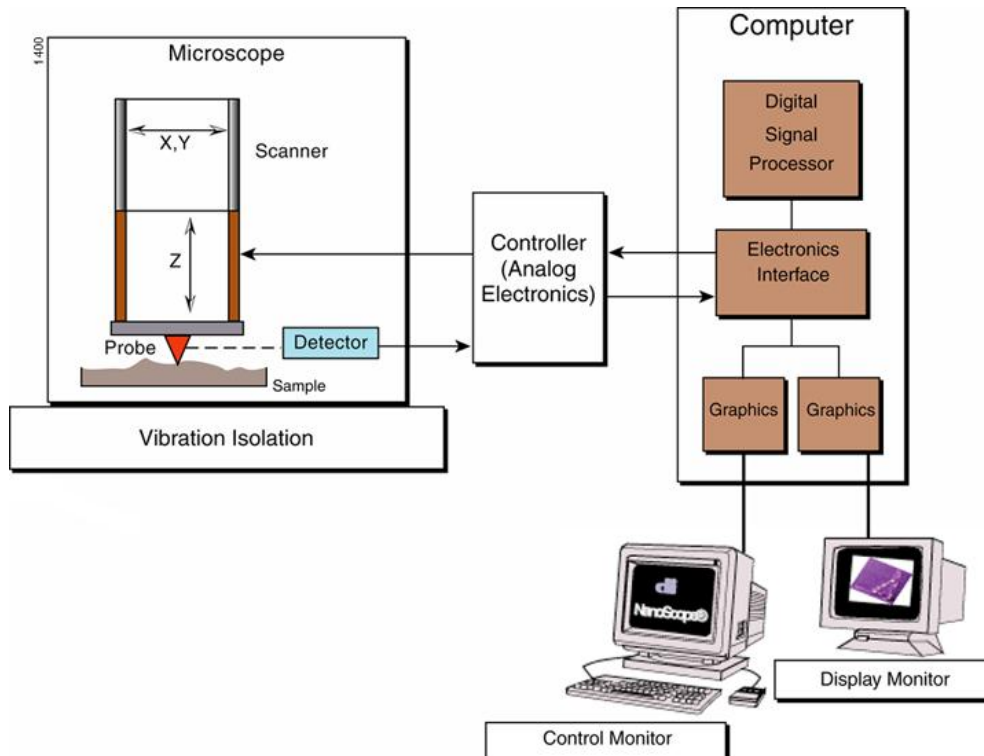 1400
Microscope
X,Y
Scanner
Z
Probe
Detector
Sample
Vibration Isolation
Controller
(Analog
Electronics)
Computer
Digital
Signal
Processor
Electronics
Interface
Graphics
Graphics
di
NanoScope®
Control Monitor
Display Monitor